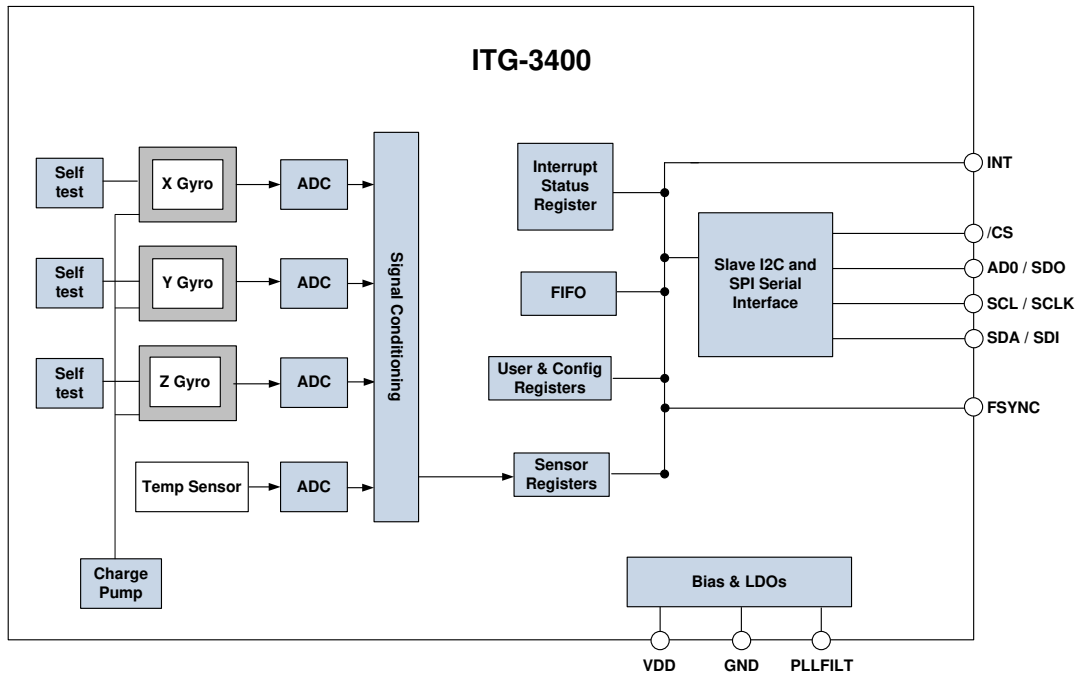 ITG-3400
Self
test
X Gyro
ADC
Self
test
Y Gyro
ADC
Self
test
Z Gyro
ADC
Temp Sensor
ADC
Charge
Pump
Signal Conditioning
Interrupt
Status
Register
FIFO
User & Config
Registers
Sensor
Registers
Slave I2C and
SPI Serial
Interface
INT
/CS
AD0 / SDO
SCL / SCLK
SDA / SDI
FSYNC
Bias & LDOs
VDD
GND
PLLFILT